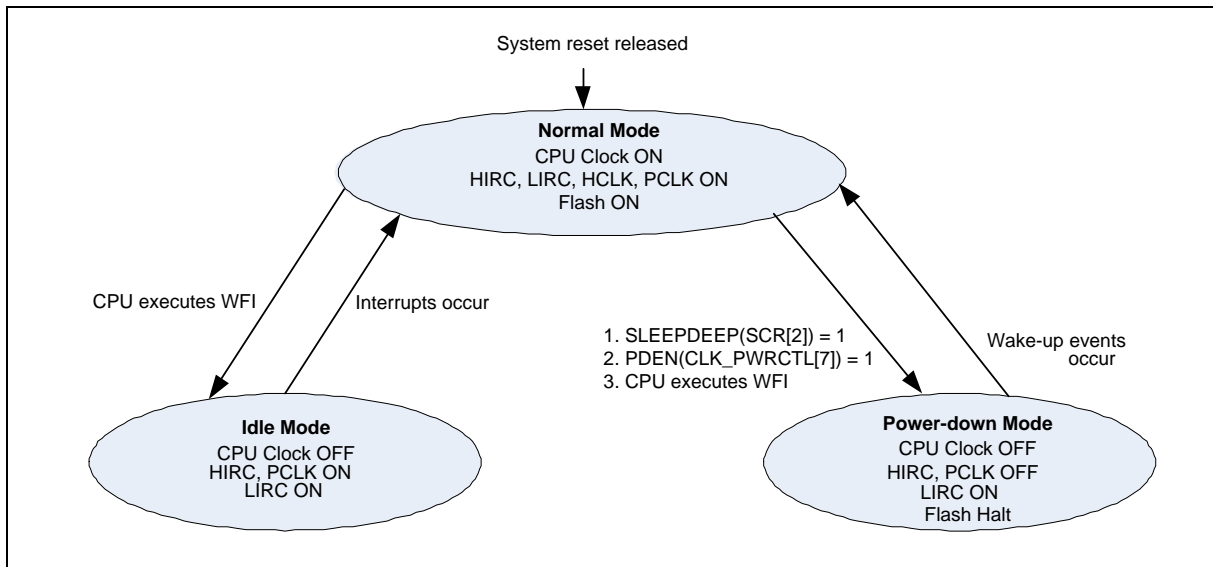 System reset released
Normal Mode
CPU Clock ON
HIRC, LIRC, HCLK, PCLK ON
Flash ON
CPU executes WFI
Interrupts occur
1. SLEEPDEEP(SCR[2]) = 1
2. PDEN(CLK_PWRCTL[7]) = 1
3. CPU executes WFI
Wake-up events
occur
Idle Mode
CPU Clock OFF
HIRC, PCLK ON
LIRC ON
Power-down Mode
CPU Clock OFF
HIRC, PCLK OFF
LIRC ON
Flash Halt